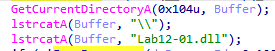 GetCurrentDirectoryA(0x104u, Buffer);
lstrcatA(Buffer, "\\");
lstrcatA(Buffer, "Lab12-01.dll");